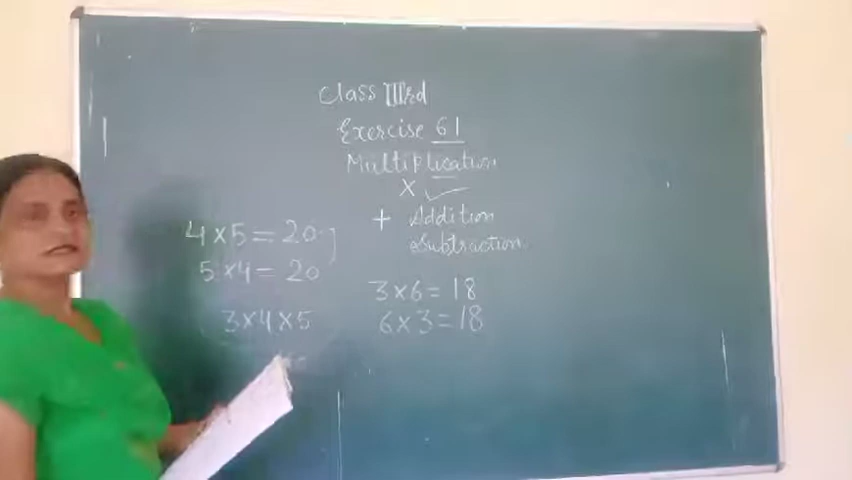 Class IIIrd
Exercise 61
Multiplication
× ✓
+ Addition
Subtraction
4×5=20
5×4=20
3×4×5
3×6=18
6×3=18